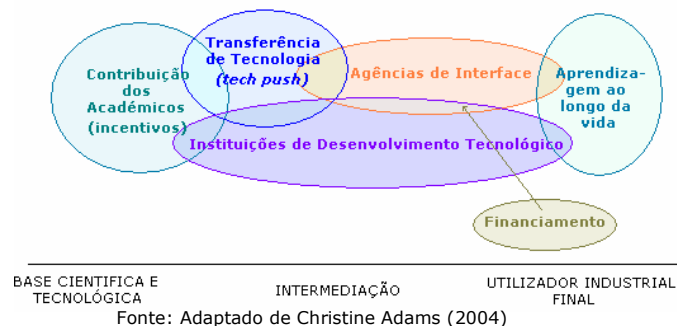 Transferência
de Tecnologia
(tech push)
Contribuição
dos
Académicos
(incentivos)
Agências de Interface
Aprendiza-
gem ao
longo da
vida
Instituições de Desenvolvimento Tecnológico
Financiamento
BASE CIENTIFICA E
TECNOLÓGICA
INTERMEDIAÇÃO
UTILIZADOR INDUSTRIAL
FINAL
Fonte: Adaptado de Christine Adams (2004)